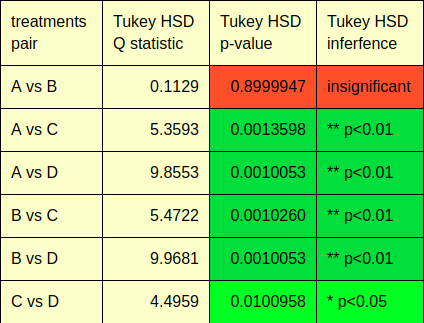 treatments pair | Tukey HSD Q statistic | Tukey HSD p-value | Tukey HSD inferfence
A vs B | 0.1129 | 0.8999947 | insignificant
A vs C | 5.3593 | 0.0013598 | ** p<0.01
A vs D | 9.8553 | 0.0010053 | ** p<0.01
B vs C | 5.4722 | 0.0010260 | ** p<0.01
B vs D | 9.9681 | 0.0010053 | ** p<0.01
C vs D | 4.4959 | 0.0100958 | * p<0.05